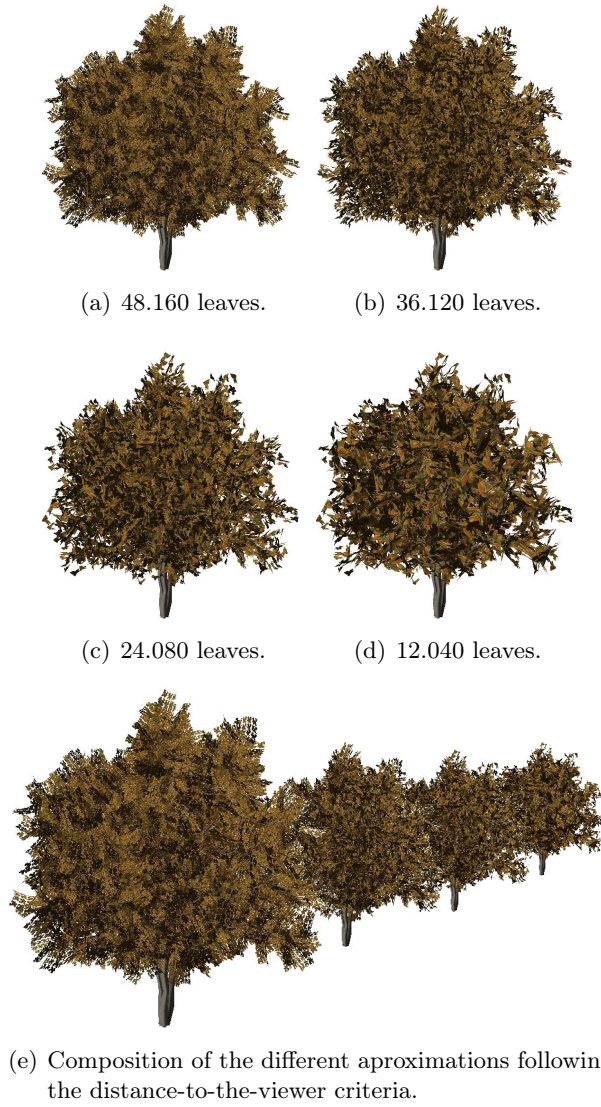 (a) 48.160 leaves.
(b) 36.120 leaves.
(c) 24.080 leaves.
(d) 12.040 leaves.
(e) Composition of the different aproximations followin
the distance-to-the-viewer criteria.